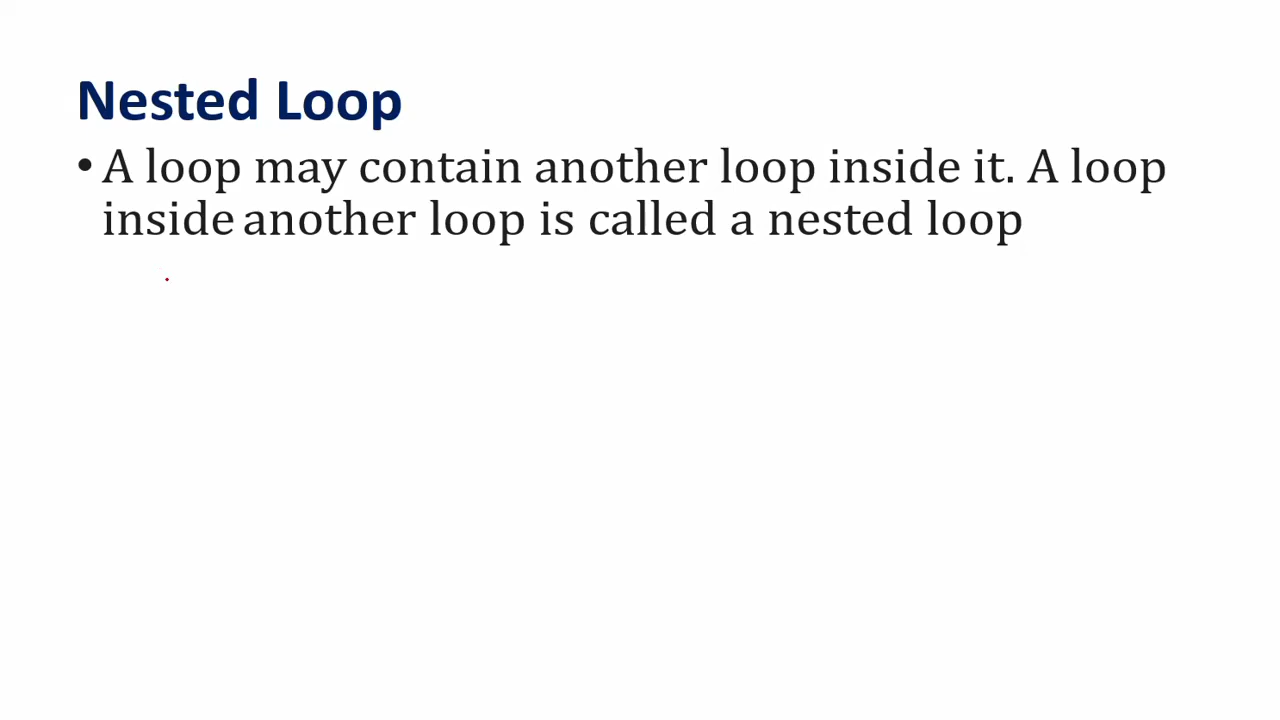 Nested Loop
• A loop may contain another loop inside it. A loop
inside another loop is called a nested loop